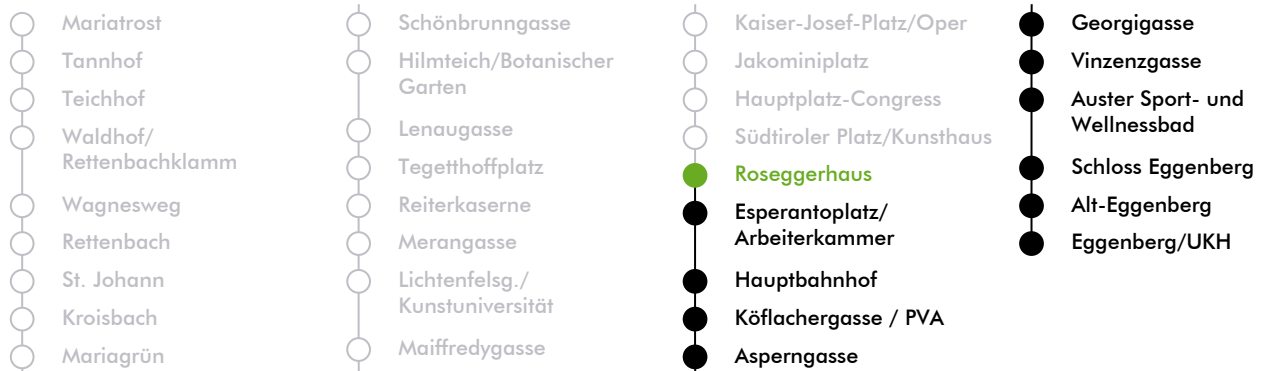 Mariatrost
Tannhof
Teichhof
Waldhof/
Rettenbachklamm
Wagnesweg
Rettenbach
St. Johann
Kroisbach
Mariagrün
Schönbrunngasse
Hilmteich/Botanischer
Garten
Lenaugasse
Tegetthoffplatz
Reiterkaserne
Merangasse
Lichtenfelsg./
Kunstuniversität
Maiffredygasse
Kaiser-Josef-Platz/Oper
Jakominiplatz
Hauptplatz-Congress
Südtiroler Platz/Kunsthaus
Roseggerhaus
Esperantoplatz/
Arbeiterkammer
Hauptbahnhof
Köflachergasse / PVA
Asperngasse
Georgigasse
Vinzenzgasse
Auster Sport- und
Wellnessbad
Schloss Eggenberg
Alt-Eggenberg
Eggenberg/UKH